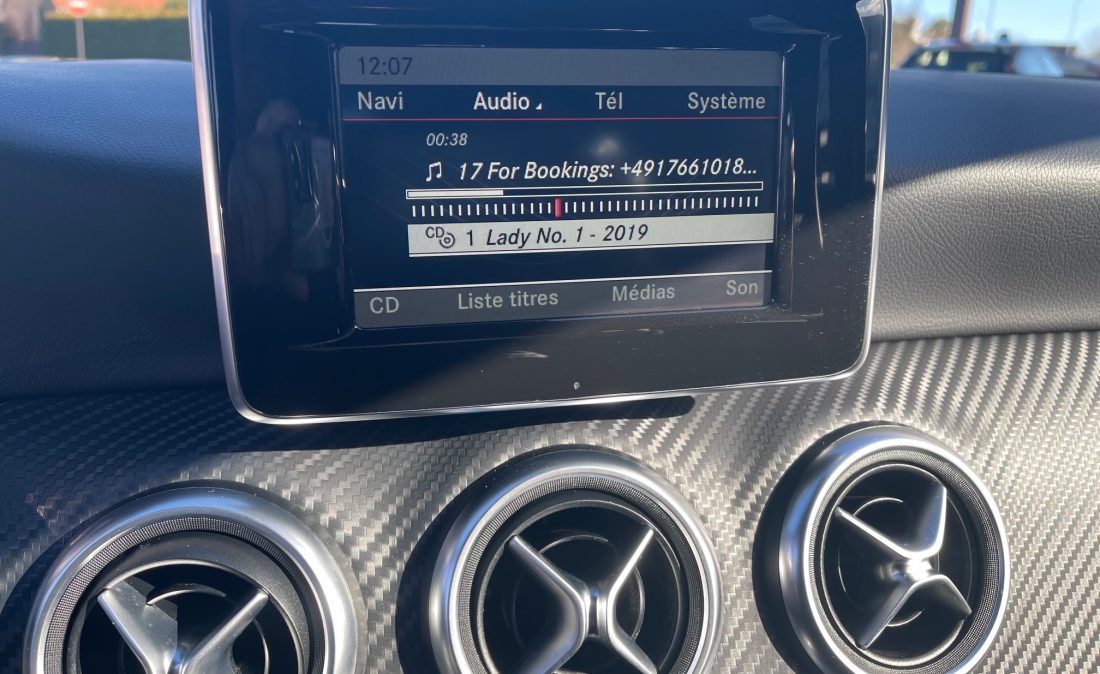 12:07
Navi Audio Tél Système
00:38
17 For Bookings: +4917661018...
CD 1 Lady No. 1 - 2019
CD Liste titres Médias Son